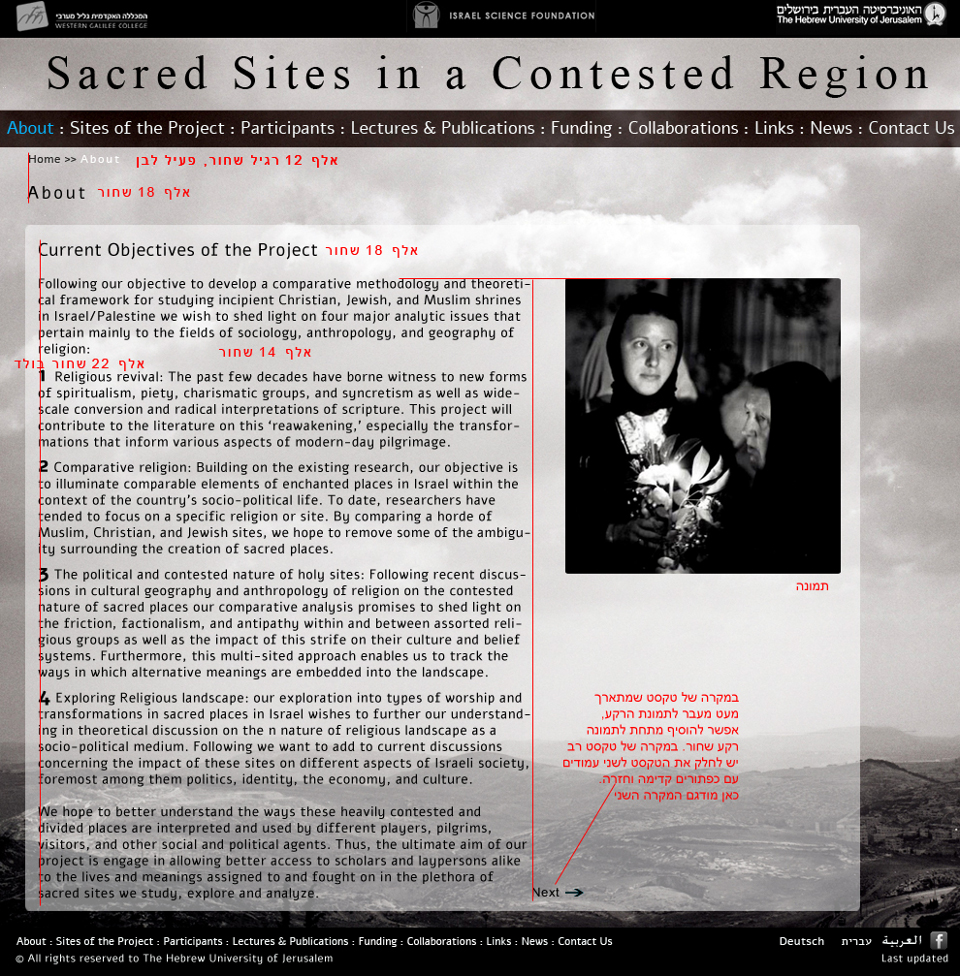 המכללה האקדמית גליל מערבי
WESTERN GALILEE COLLEGE
ISRAEL SCIENCE FOUNDATION
האוניברסיטה העברית בירושלים
The Hebrew University of Jerusalem
Sacred Sites in a Contested Region
About : Sites of the Project : Participants : Lectures & Publications : Funding : Collaborations : Links : News : Contact Us
Home >> About אלף 12 רגיל שחור, פעיל לבן
About אלף 18 שחור
Current Objectives of the Project אלף 18 שחור
Following our objective to develop a comparative methodology and theoreti-
cal framework for studying incipient Christian, Jewish, and Muslim shrines
in Israel/Palestine we wish to shed light on four major analytic issues that
pertain mainly to the fields of sociology, anthropology, and geography of
religion:
אלף 14 שחור
אלף 22 שחור בולד
1 Religious revival: The past few decades have borne witness to new forms
of spiritualism, piety, charismatic groups, and syncretism as well as wide-
scale conversion and radical interpretations of scripture. This project will
contribute to the literature on this ‘reawakening,’ especially the transfor-
mations that inform various aspects of modern-day pilgrimage.
2 Comparative religion: Building on the existing research, our objective is
to illuminate comparable elements of enchanted places in Israel within the
context of the country’s socio-political life. To date, researchers have
tended to focus on a specific religion or site. By comparing a horde of
Muslim, Christian, and Jewish sites, we hope to remove some of the ambigu-
ity surrounding the creation of sacred places.
3 The political and contested nature of holy sites: Following recent discus-
sions in cultural geography and anthropology of religion on the contested
nature of sacred places our comparative analysis promises to shed light on
the friction, factionalism, and antipathy within and between assorted reli-
gious groups as well as the impact of this strife on their culture and belief
systems. Furthermore, this multi-sited approach enables us to track the
ways in which alternative meanings are embedded into the landscape.
4 Exploring Religious landscape: our exploration into types of worship and
transformations in sacred places in Israel wishes to further our understand-
ing in theoretical discussion on the n nature of religious landscape as a
socio-political medium. Following we want to add to current discussions
concerning the impact of these sites on different aspects of Israeli society,
foremost among them politics, identity, the economy, and culture.
We hope to better understand the ways these heavily contested and
divided places are interpreted and used by different players, pilgrims,
visitors, and other social and political agents. Thus, the ultimate aim of our
project is engage in allowing better access to scholars and laypersons alike
to the lives and meanings assigned to and fought on in the plethora of
sacred sites we study, explore and analyze.
תמונה
במקרה של טקסט שמתארך
מעט מעבר לתמונת הרקע,
אפשר להוסיף מתחת לתמונה
רקע שחור. במקרה של טקסט רב
יש לחלק את הטקסט לשני עמודים
עם כפתורים קדימה וחזרה.
כאן מודגם המקרה השני
Next
About : Sites of the Project : Participants : Lectures & Publications : Funding : Collaborations : Links : News : Contact Us
Deutsch עברית العربية f
© All rights reserved to The Hebrew University of Jerusalem
Last updated